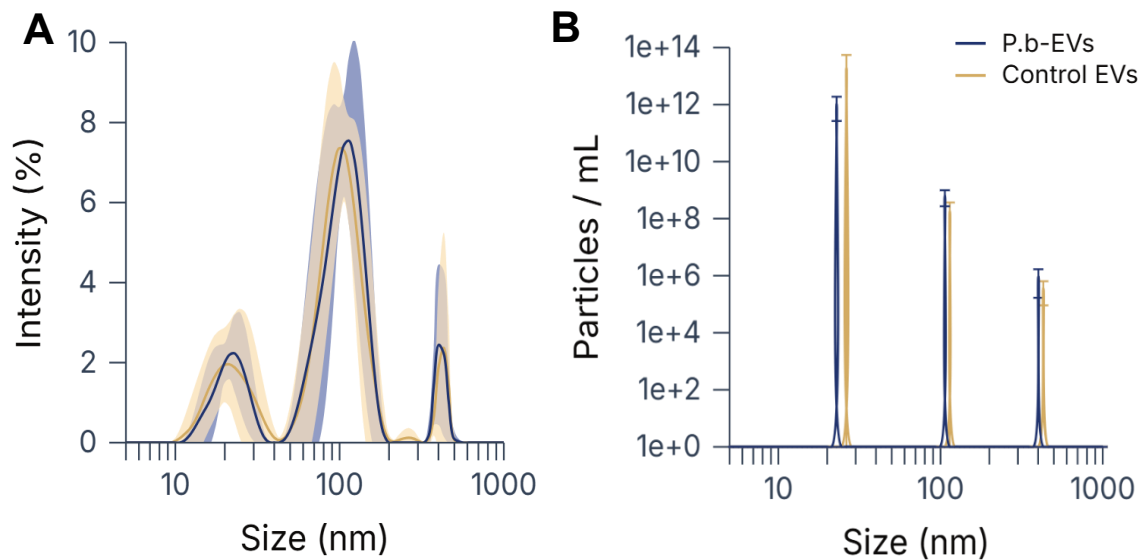 A
10
8
6
4
2
0
Intensity (%)
10 100 1000
Size (nm)
B
P.b-EVs
Control EVs
1e+14
1e+12
1e+10
1e+8
1e+6
1e+4
1e+2
1e+0
Particles / mL
10 100 1000
Size (nm)